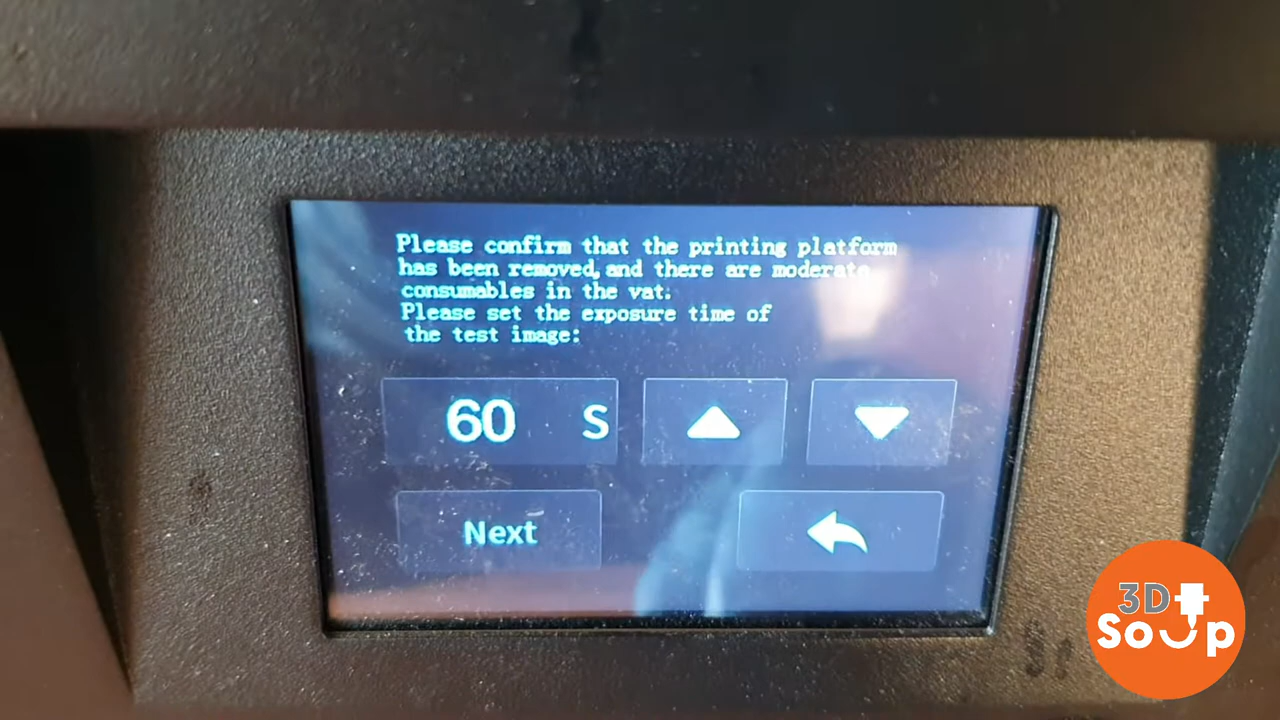 Please confirm that the printing platform
has been removed, and there are moderate
consumables in the vat.
Please set the exposure time of
the test image:
60 S
Next
3D
Soup